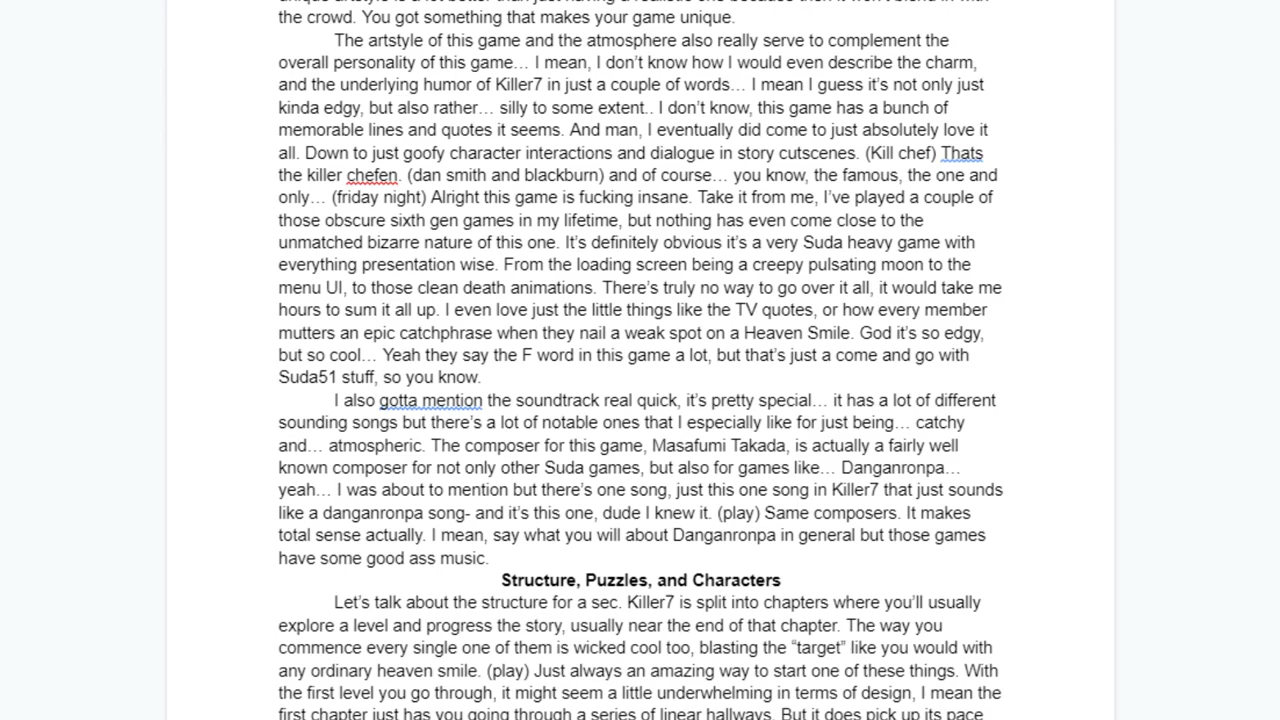 the crowd. You got something that makes your game unique.
The artstyle of this game and the atmosphere also really serve to complement the
overall personality of this game… I mean, I don’t know how I would even describe the charm,
and the underlying humor of Killer7 in just a couple of words… I mean I guess it’s not only just
kinda edgy, but also rather… silly to some extent.. I don’t know, this game has a bunch of
memorable lines and quotes it seems. And man, I eventually did come to just absolutely love it
all. Down to just goofy character interactions and dialogue in story cutscenes. (Kill chef) Thats
the killer chefen. (dan smith and blackburn) and of course… you know, the famous, the one and
only… (friday night) Alright this game is fucking insane. Take it from me, I’ve played a couple of
those obscure sixth gen games in my lifetime, but nothing has even come close to the
unmatched bizarre nature of this one. It’s definitely obvious it’s a very Suda heavy game with
everything presentation wise. From the loading screen being a creepy pulsating moon to the
menu UI, to those clean death animations. There’s truly no way to go over it all, it would take me
hours to sum it all up. I even love just the little things like the TV quotes, or how every member
mutters an epic catchphrase when they nail a weak spot on a Heaven Smile. God it’s so edgy,
but so cool… Yeah they say the F word in this game a lot, but that’s just a come and go with
Suda51 stuff, so you know.
I also gotta mention the soundtrack real quick, it’s pretty special… it has a lot of different
sounding songs but there’s a lot of notable ones that I especially like for just being… catchy
and… atmospheric. The composer for this game, Masafumi Takada, is actually a fairly well
known composer for not only other Suda games, but also for games like… Danganronpa…
yeah… I was about to mention but there’s one song, just this one song in Killer7 that just sounds
like a danganronpa song- and it’s this one, dude I knew it. (play) Same composers. It makes
total sense actually. I mean, say what you will about Danganronpa in general but those games
have some good ass music.
Structure, Puzzles, and Characters
Let’s talk about the structure for a sec. Killer7 is split into chapters where you’ll usually
explore a level and progress the story, usually near the end of that chapter. The way you
commence every single one of them is wicked cool too, blasting the “target” like you would with
any ordinary heaven smile. (play) Just always an amazing way to start one of these things. With
the first level you go through, it might seem a little underwhelming in terms of design, I mean the
first chapter just has you going through a series of linear hallways. But it does pick up its pace